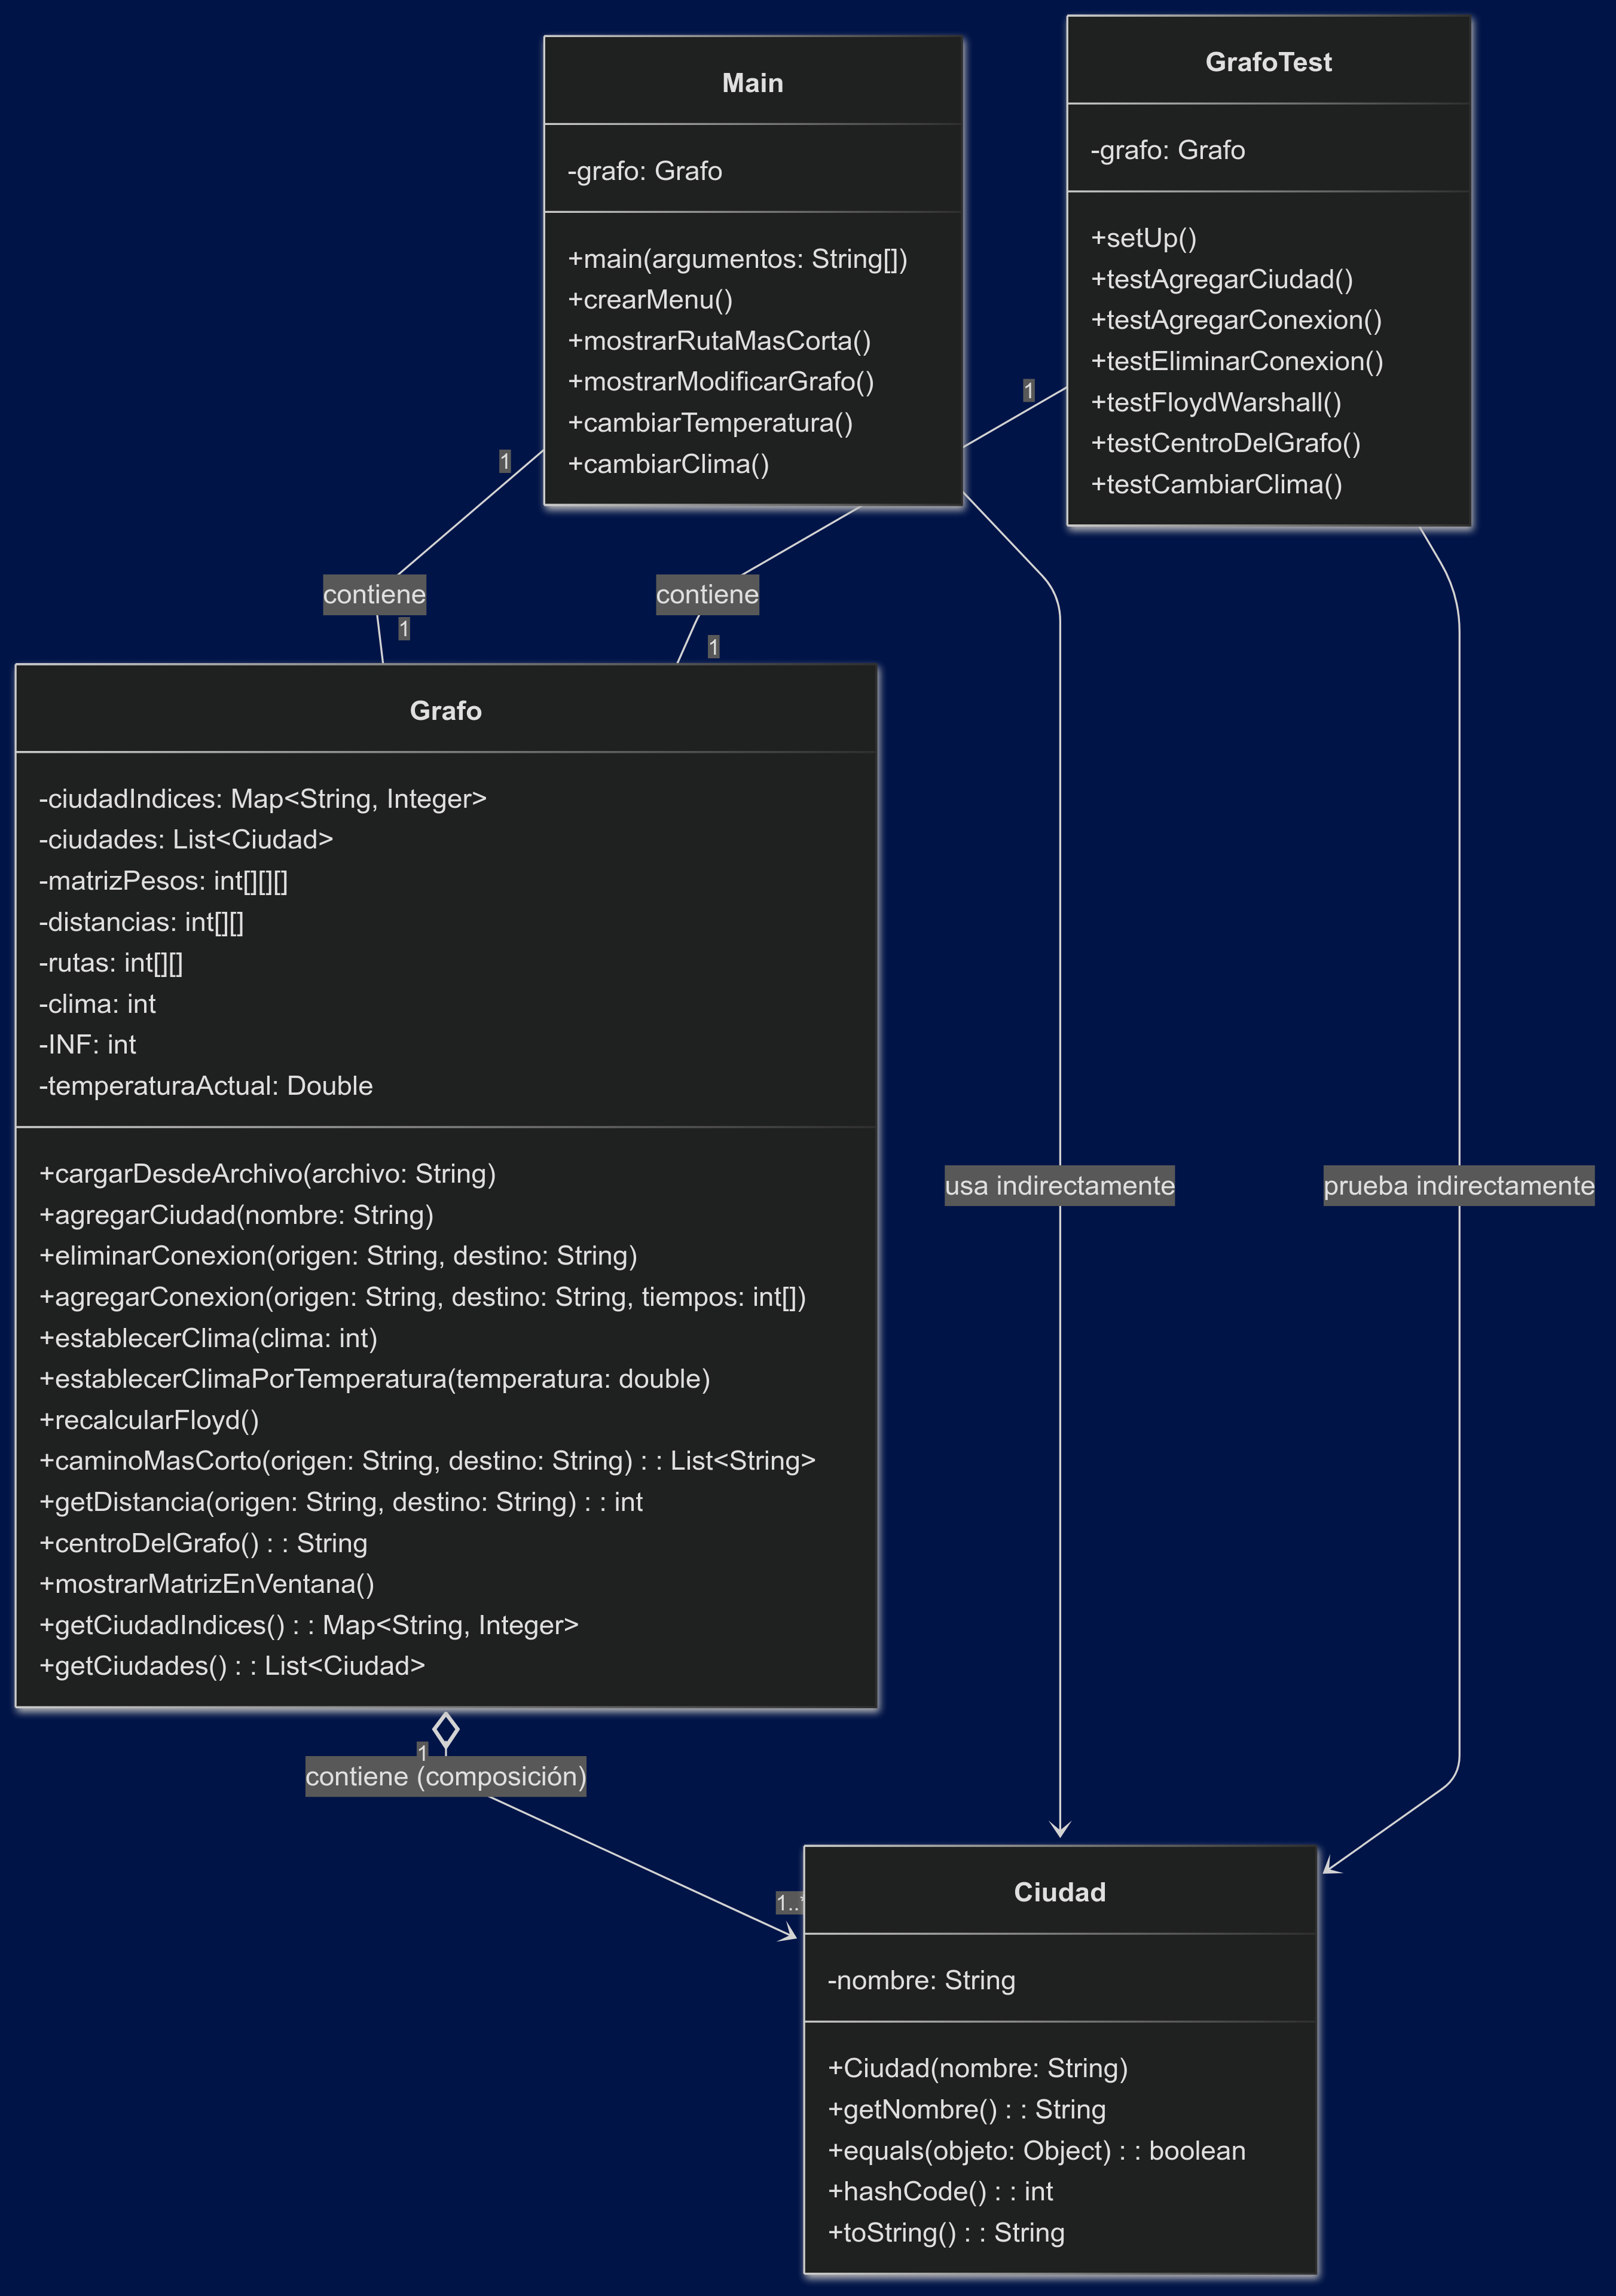 Main
-grafo: Grafo
+main(argumentos: String[])
+crearMenu()
+mostrarRutaMasCorta()
+mostrarModificarGrafo()
+cambiarTemperatura()
+cambiarClima()
GrafoTest
-grafo: Grafo
+setUp()
+testAgregarCiudad()
+testAgregarConexion()
+testEliminarConexion()
+testFloydWarshall()
+testCentroDelGrafo()
+testCambiarClima()
1
1
contiene
contiene
1
1
Grafo
-ciudadIndices: Map<String, Integer>
-ciudades: List<Ciudad>
-matrizPesos: int[][][]
-distancias: int[][]
-rutas: int[][]
-clima: int
-INF: int
-temperaturaActual: Double
+cargarDesdeArchivo(archivo: String)
+agregarCiudad(nombre: String)
+eliminarConexion(origen: String, destino: String)
+agregarConexion(origen: String, destino: String, tiempos: int[])
+establecerClima(clima: int)
+establecerClimaPorTemperatura(temperatura: double)
+recalcularFloyd()
+caminoMasCorto(origen: String, destino: String) : : List<String>
+getDistancia(origen: String, destino: String) : : int
+centroDelGrafo() : : String
+mostrarMatrizEnVentana()
+getCiudadIndices() : : Map<String, Integer>
+getCiudades() : : List<Ciudad>
usa indirectamente
prueba indirectamente
1
contiene (composición)
1..*
Ciudad
-nombre: String
+Ciudad(nombre: String)
+getNombre() : : String
+equals(objeto: Object) : : boolean
+hashCode() : : int
+toString() : : String